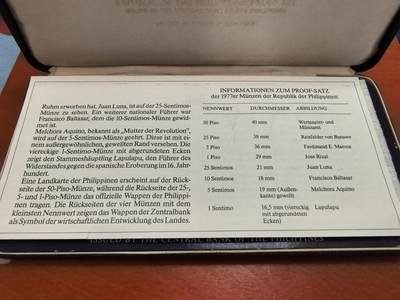 Ruhm erworben hat, Juan Luna, ist auf der 25-Sentimos-
Münze zu sehen. Ein weiterer nationaler Führer war
Francisco Baltasar, dem die 10-Sentimos-Münze gewid-
met ist.
Melchora Aquino, bekannt als „Mutter der Revolution",
wird auf der 5-Sentimos-Münze geehrt. Diese ist mit ei-
nem außergewöhnlichen, gewellten Rand versehen. Die
viereckige 1-Sentimo-Münze mit abgerundeten Ecken
zeigt den Stammeshäuptling Lapulapu, den Führer des
Widerstandes gegen die spanische Eroberung im 16. Jahr-
hundert.
Eine Landkarte der Philippinen erscheint auf der Rück-
seite der 50-Piso-Münze, während die Rückseite der 25-,
5- und 1-Piso-Münze das offizielle Wappen der Philippi-
nen tragen. Die Rückseiten der vier Münzen mit dem
kleinsten Nennwert zeigen das Wappen der Zentralbank
als Symbol der wirtschaftlichen Entwicklung des Landes.
INFORMATIONEN ZUM PROOF-SATZ
der 1977er Münzen der Republik der Philippinen
NENNWERT DURCHMESSER ABBILDUNG
50 Piso 40 mm Wertpapier- und
Münzamt
25 Piso 38 mm Reisfelder von Banaue
5 Piso 36 mm Ferdinand E. Marcos
1 Piso 29 mm Jose Rizal
25 Sentimos 21 mm Juan Luna
10 Sentimos 18 mm Francisco Baltasar
5 Sentimos 19 mm (Außen- Melchora Aquino
kante) gewellt
1 Sentimo 16,5 mm (viereckig Lapulapu
mit abgerundeten
Ecken)
ISSUED BY THE CENTRAL BANK OF THE PHILIPPINES